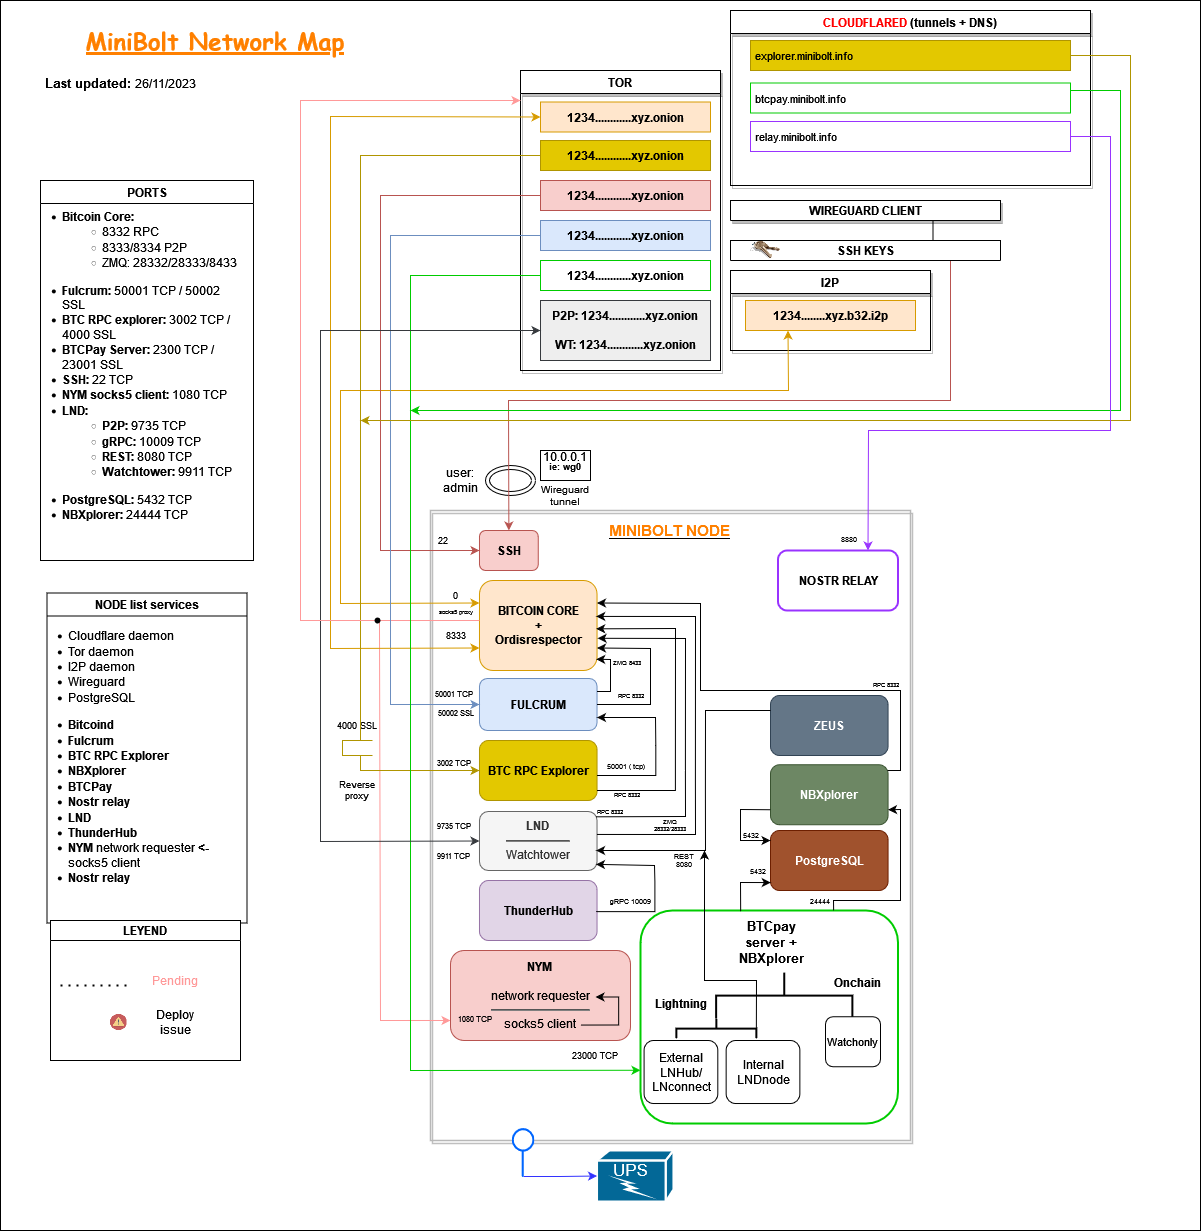 MiniBolt Network Map
Last updated: 26/11/2023
CLOUDFLARED (tunnels + DNS)
explorer.minibolt.info
btcpay.minibolt.info
relay.minibolt.info
TOR
1234............xyz.onion
1234............xyz.onion
1234............xyz.onion
1234............xyz.onion
1234............xyz.onion
P2P: 1234............xyz.onion
WT: 1234............xyz.onion
WIREGUARD CLIENT
SSH KEYS
I2P
1234........xyz.b32.i2p
PORTS
Bitcoin Core:
8332 RPC
8333/8334 P2P
ZMQ: 28332/28333/8433
Fulcrum: 50001 TCP / 50002
SSL
BTC RPC explorer: 3002 TCP /
4000 SSL
BTCPay Server: 2300 TCP /
23001 SSL
SSH: 22 TCP
NYM socks5 client: 1080 TCP
LND:
P2P: 9735 TCP
gRPC: 10009 TCP
REST: 8080 TCP
Watchtower: 9911 TCP
PostgreSQL: 5432 TCP
NBXplorer: 24444 TCP
NODE list services
Cloudflare daemon
Tor daemon
I2P daemon
Wireguard
PostgreSQL
Bitcoind
Fulcrum
BTC RPC Explorer
NBXplorer
BTCPay
Nostr relay
LND
ThunderHub
NYM network requester <-
socks5 client
Nostr relay
LEYEND
Pending
Deploy
issue
user:
admin
10.0.0.1
ie: wg0
Wireguard
tunnel
MINIBOLT NODE
22
SSH
8880
NOSTR RELAY
0
socks5 proxy
8333
BITCOIN CORE
+
Ordisrespector
ZMQ 8433
RPC 8332
RPC 8332
50001 TCP
50002 SSL
FULCRUM
4000 SSL
Reverse
proxy
3002 TCP
BTC RPC Explorer
50001 ( tcp)
RPC 8332
RPC 8332
ZMQ
28332/28333
9735 TCP
9911 TCP
LND
Watchtower
REST
8080
ZEUS
NBXplorer
5432
PostgreSQL
5432
24444
ThunderHub
gRPC 10009
NYM
network requester
1080 TCP
socks5 client
23000 TCP
BTCpay
server +
NBXplorer
Lightning
Onchain
External
LNHub/
LNconnect
Internal
LNDnode
Watchonly
UPS